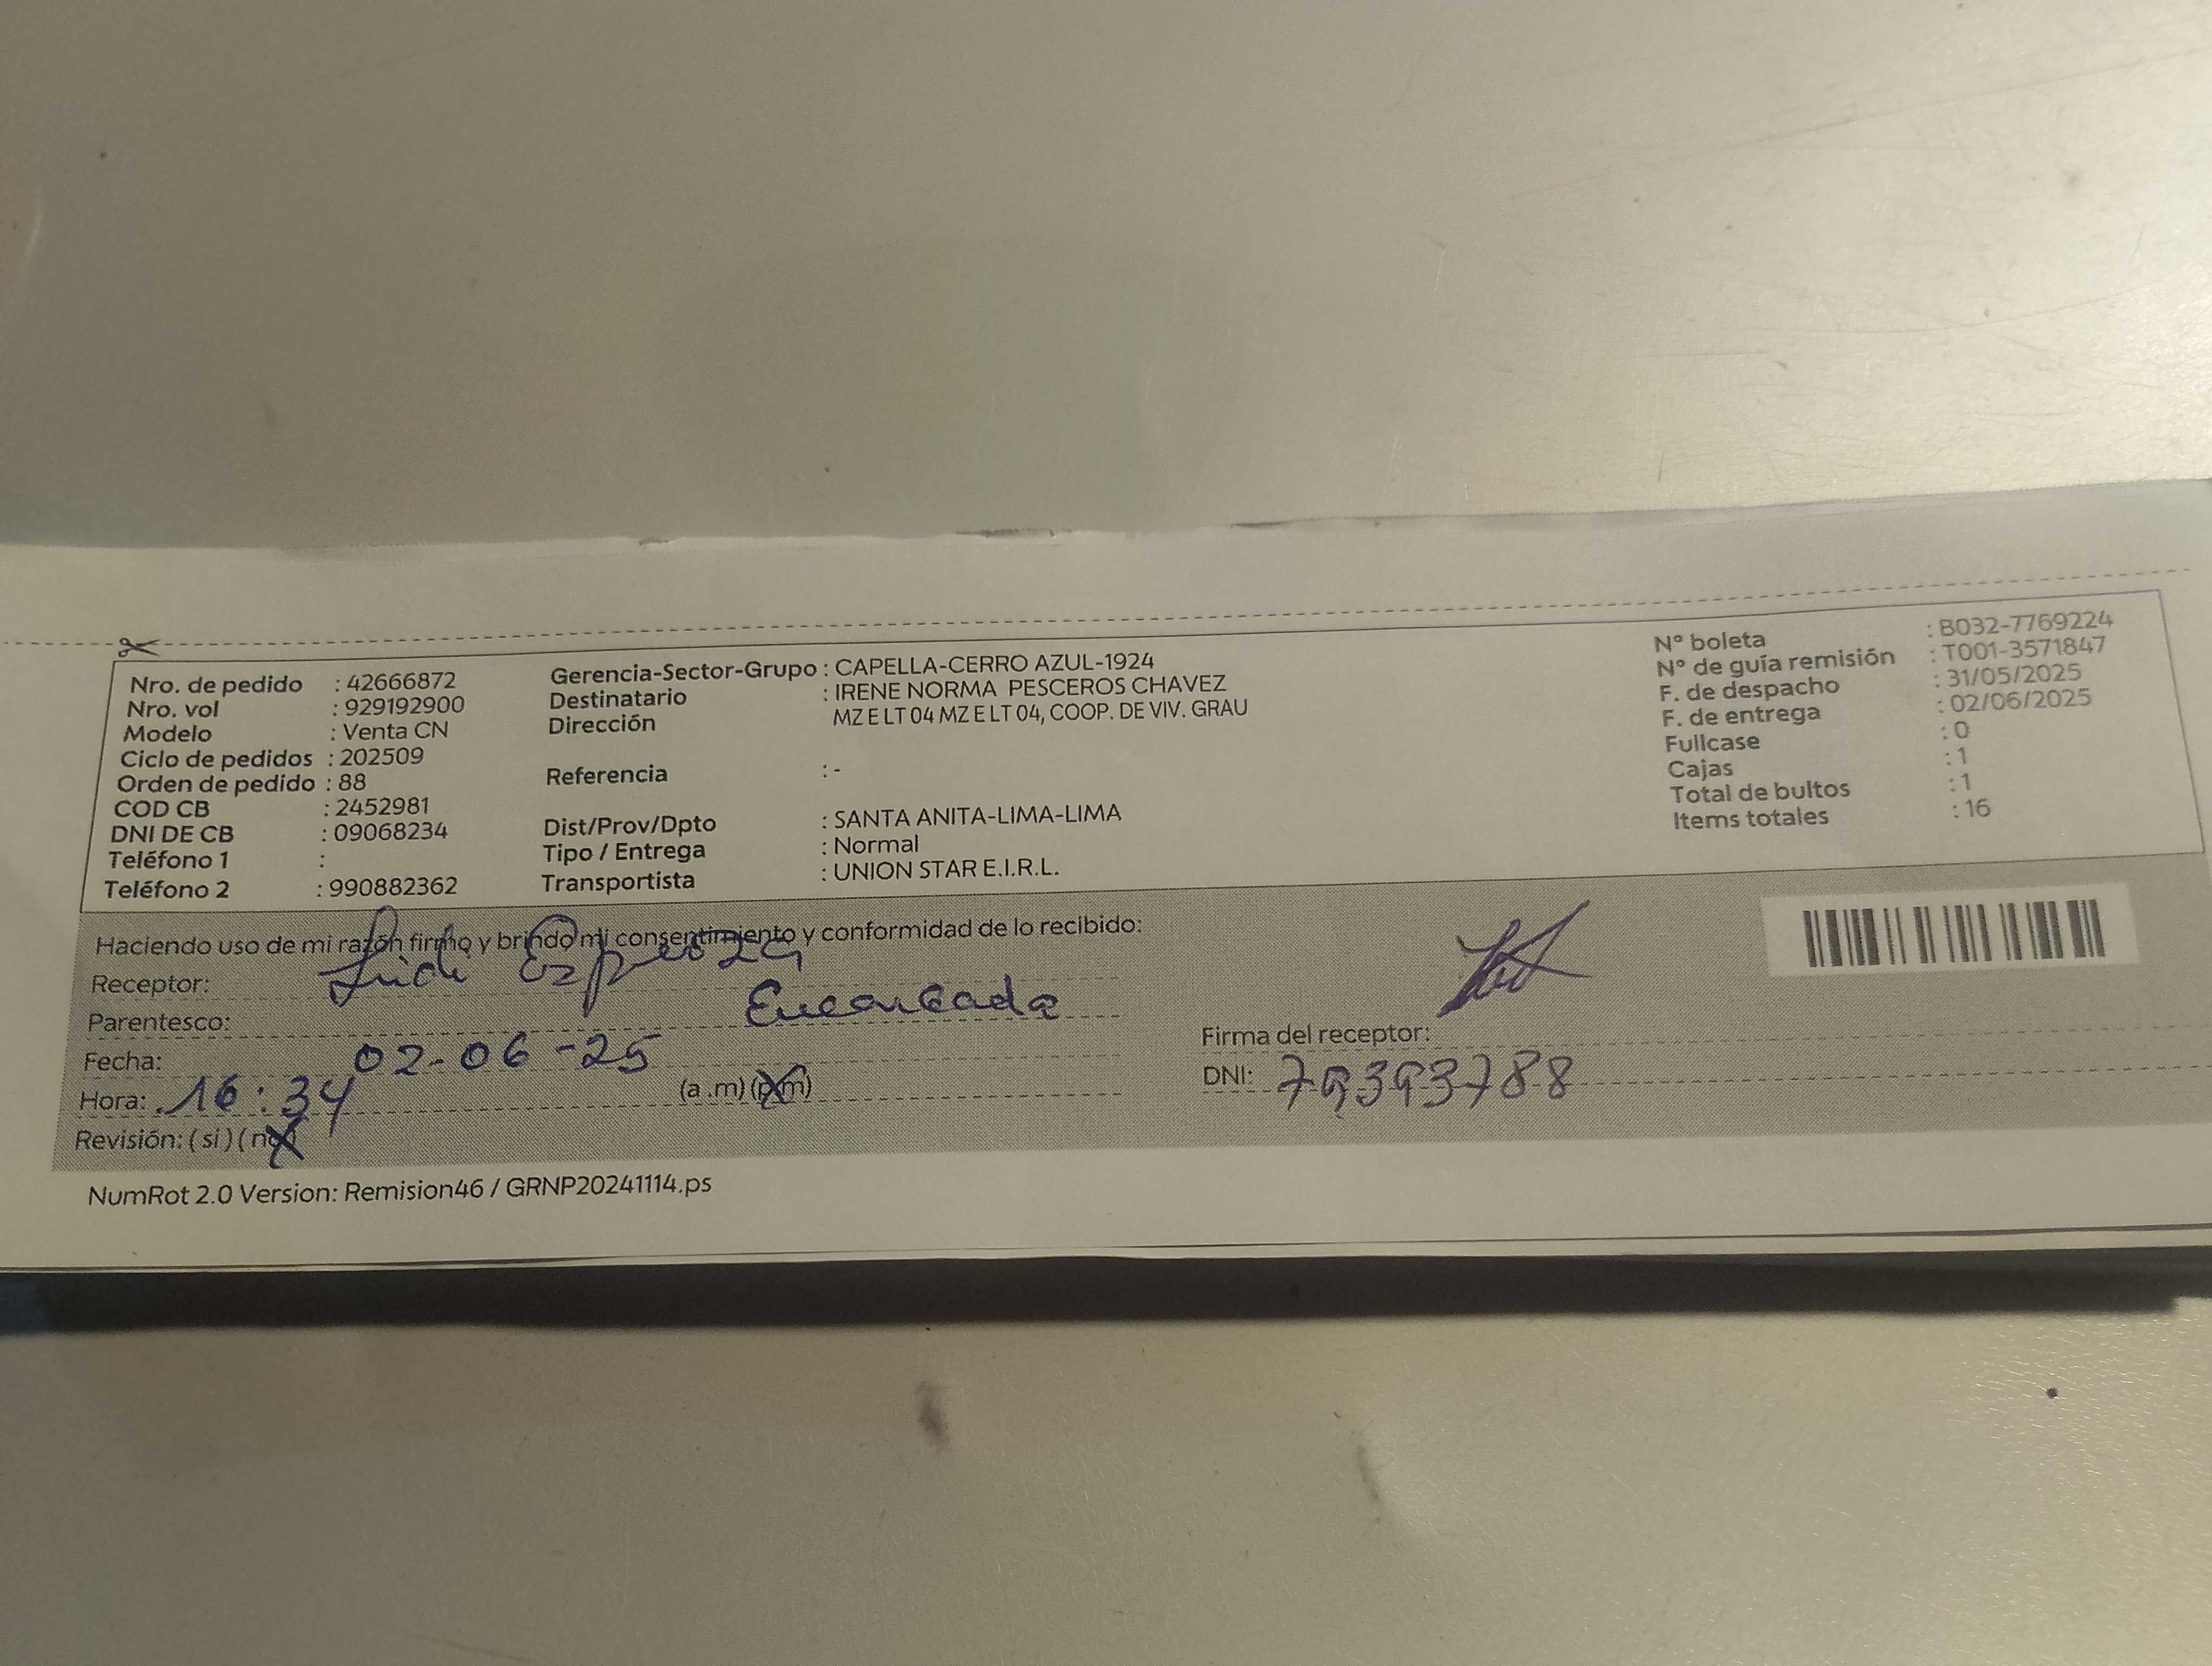 Nro. de pedido : 42666872
Nro. vol : 929192900
Modelo : Venta CN
Ciclo de pedidos : 202509
Orden de pedido : 88
COD CB : 2452981
DNI DE CB : 09068234
Teléfono 1 :
Teléfono 2 : 990882362
Gerencia-Sector-Grupo : CAPELLA-CERRO AZUL-1924
Destinatario : IRENE NORMA PESCEROS CHAVEZ
Dirección MZ E LT 04 MZ E LT 04, COOP. DE VIV. GRAU
Referencia : -
Dist/Prov/Dpto : SANTA ANITA-LIMA-LIMA
Tipo / Entrega : Normal
Transportista : UNION STAR E.I.R.L.
N° boleta : B032-7769224
N° de guía remisión : T001-3571847
F. de despacho : 31/05/2025
F. de entrega : 02/06/2025
Fullcase : 0
Cajas : 1
Total de bultos : 1
Items totales : 16
Haciendo uso de mi razón firmo y brindo mi consentimiento y conformidad de lo recibido:
Receptor:
Parentesco: Encargada
Fecha: 02-06-25
Hora: 16:34 (a.m) (p.m)
Revisión: (si) (no)
Firma del receptor:
DNI: 79393788
NumRot 2.0 Version: Remision46 / GRNP20241114.ps